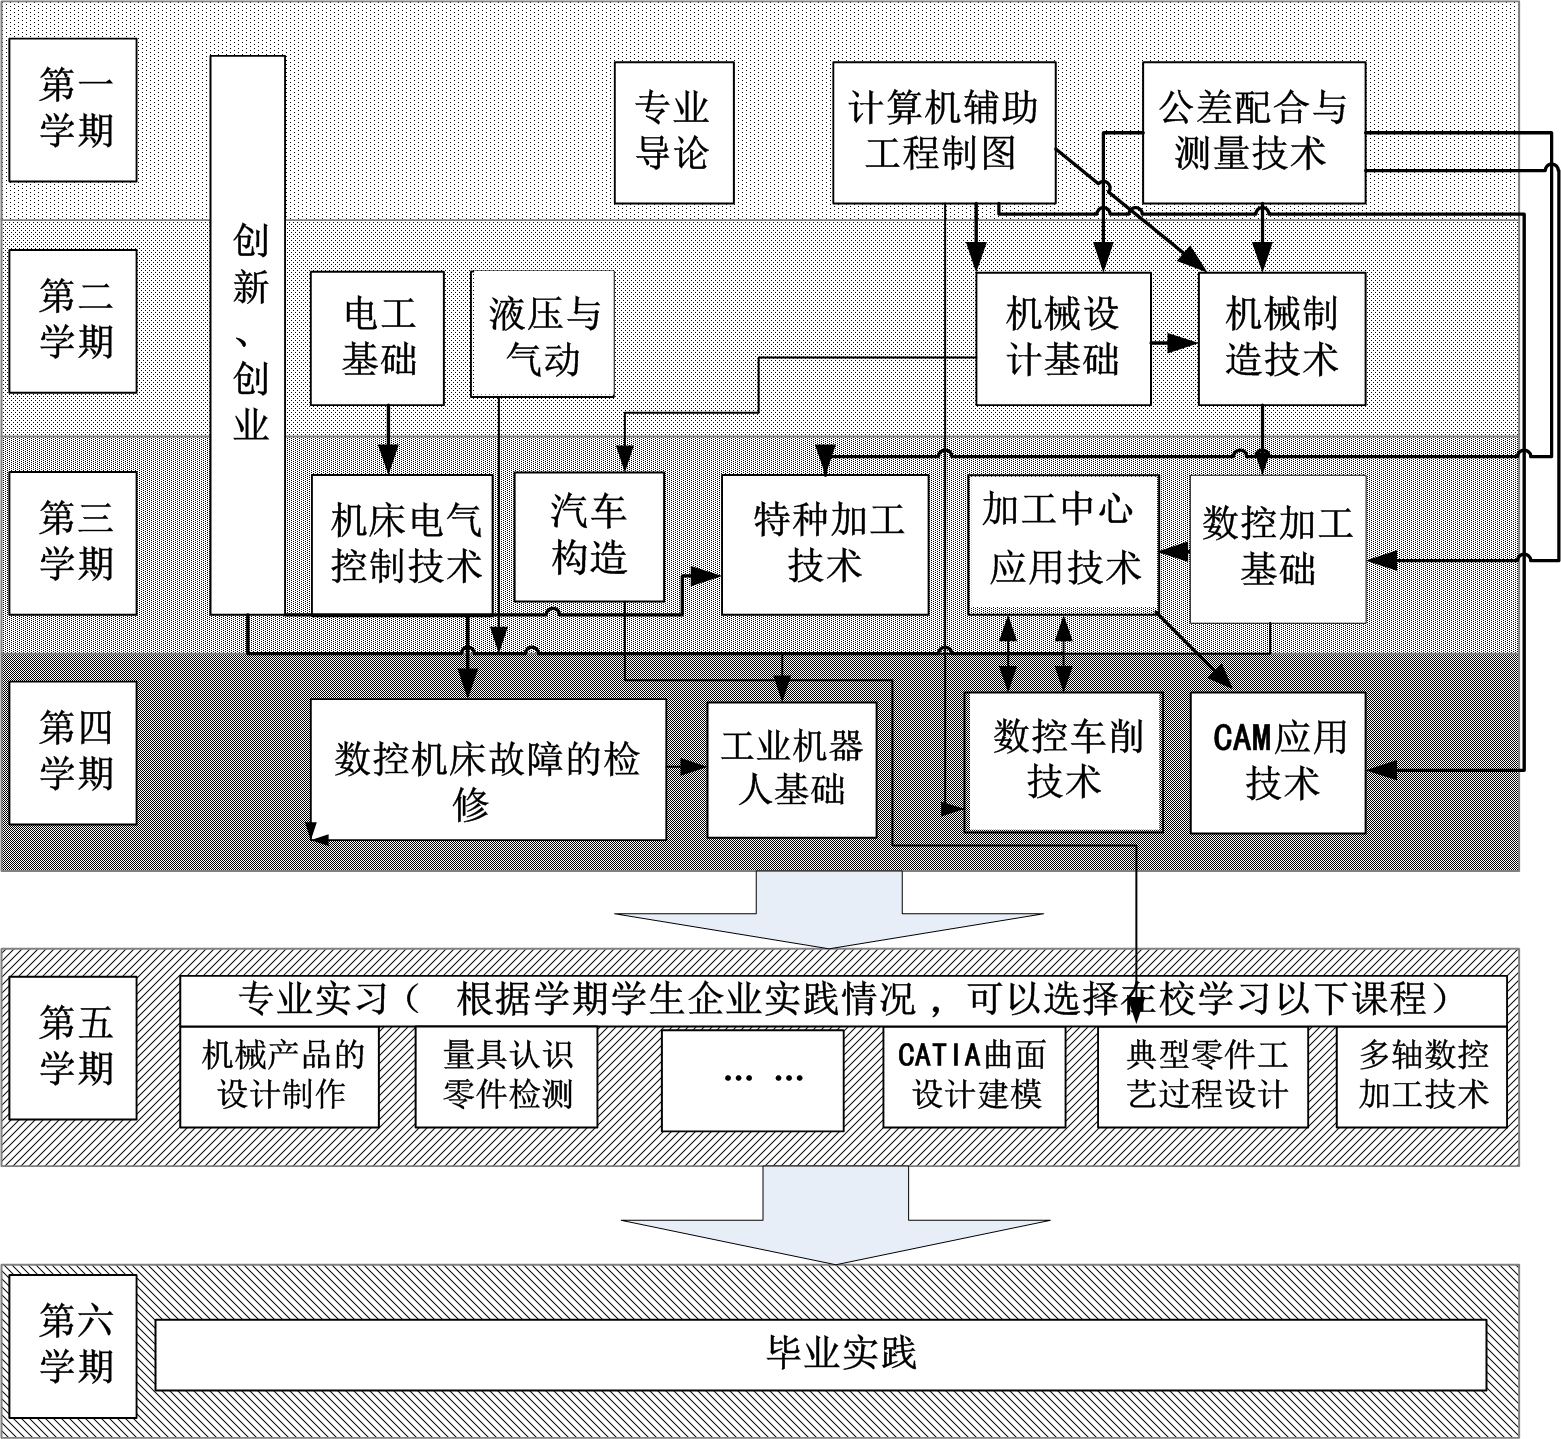 第一
学期
专业
导论
计算机辅助
工程制图
公差配合与
测量技术
创
新
、
创
业
第二
学期
电工
基础
液压与
气动
机械设
计基础
机械制
造技术
第三
学期
机床电气
控制技术
汽车
构造
特种加工
技术
加工中心
应用技术
数控加工
基础
第四
学期
数控机床故障的检
修
工业机器
人基础
数控车削
技术
CAM应用
技术
第五
学期
专业实习（ 根据学期学生企业实践情况，可以选择在校学习以下课程）
机械产品的
设计制作
量具认识
零件检测
… …
CATIA曲面
设计建模
典型零件工
艺过程设计
多轴数控
加工技术
第六
学期
毕业实践